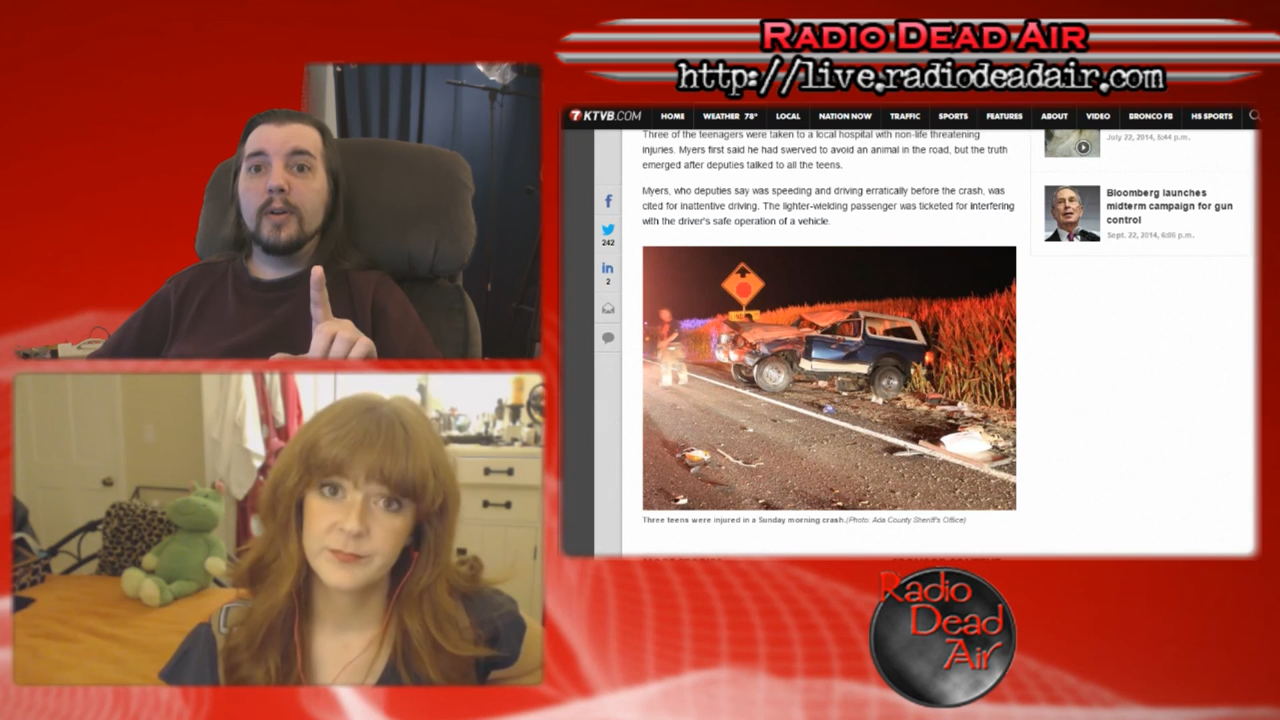 RADIO DEAD AIR
http://live.radiodeadair.com
7 KTVB.COM HOME WEATHER 78° LOCAL NATION NOW TRAFFIC SPORTS FEATURES ABOUT VIDEO BRONCO FB HS SPORTS
Three of the teenagers were taken to a local hospital with non-life threatening
injuries. Myers first said he had swerved to avoid an animal in the road, but the truth
emerged after deputies talked to all the teens.
Myers, who deputies say was speeding and driving erratically before the crash, was
cited for inattentive driving. The lighter-wielding passenger was ticketed for interfering
with the driver's safe operation of a vehicle.
242
in
2
Three teens were injured in a Sunday morning crash.(Photo: Ada County Sheriff's Office)
July 22, 2014, 5:44 p.m.
Bloomberg launches
midterm campaign for gun
control
Sept. 22, 2014, 6:06 p.m.
Radio
Dead
Air